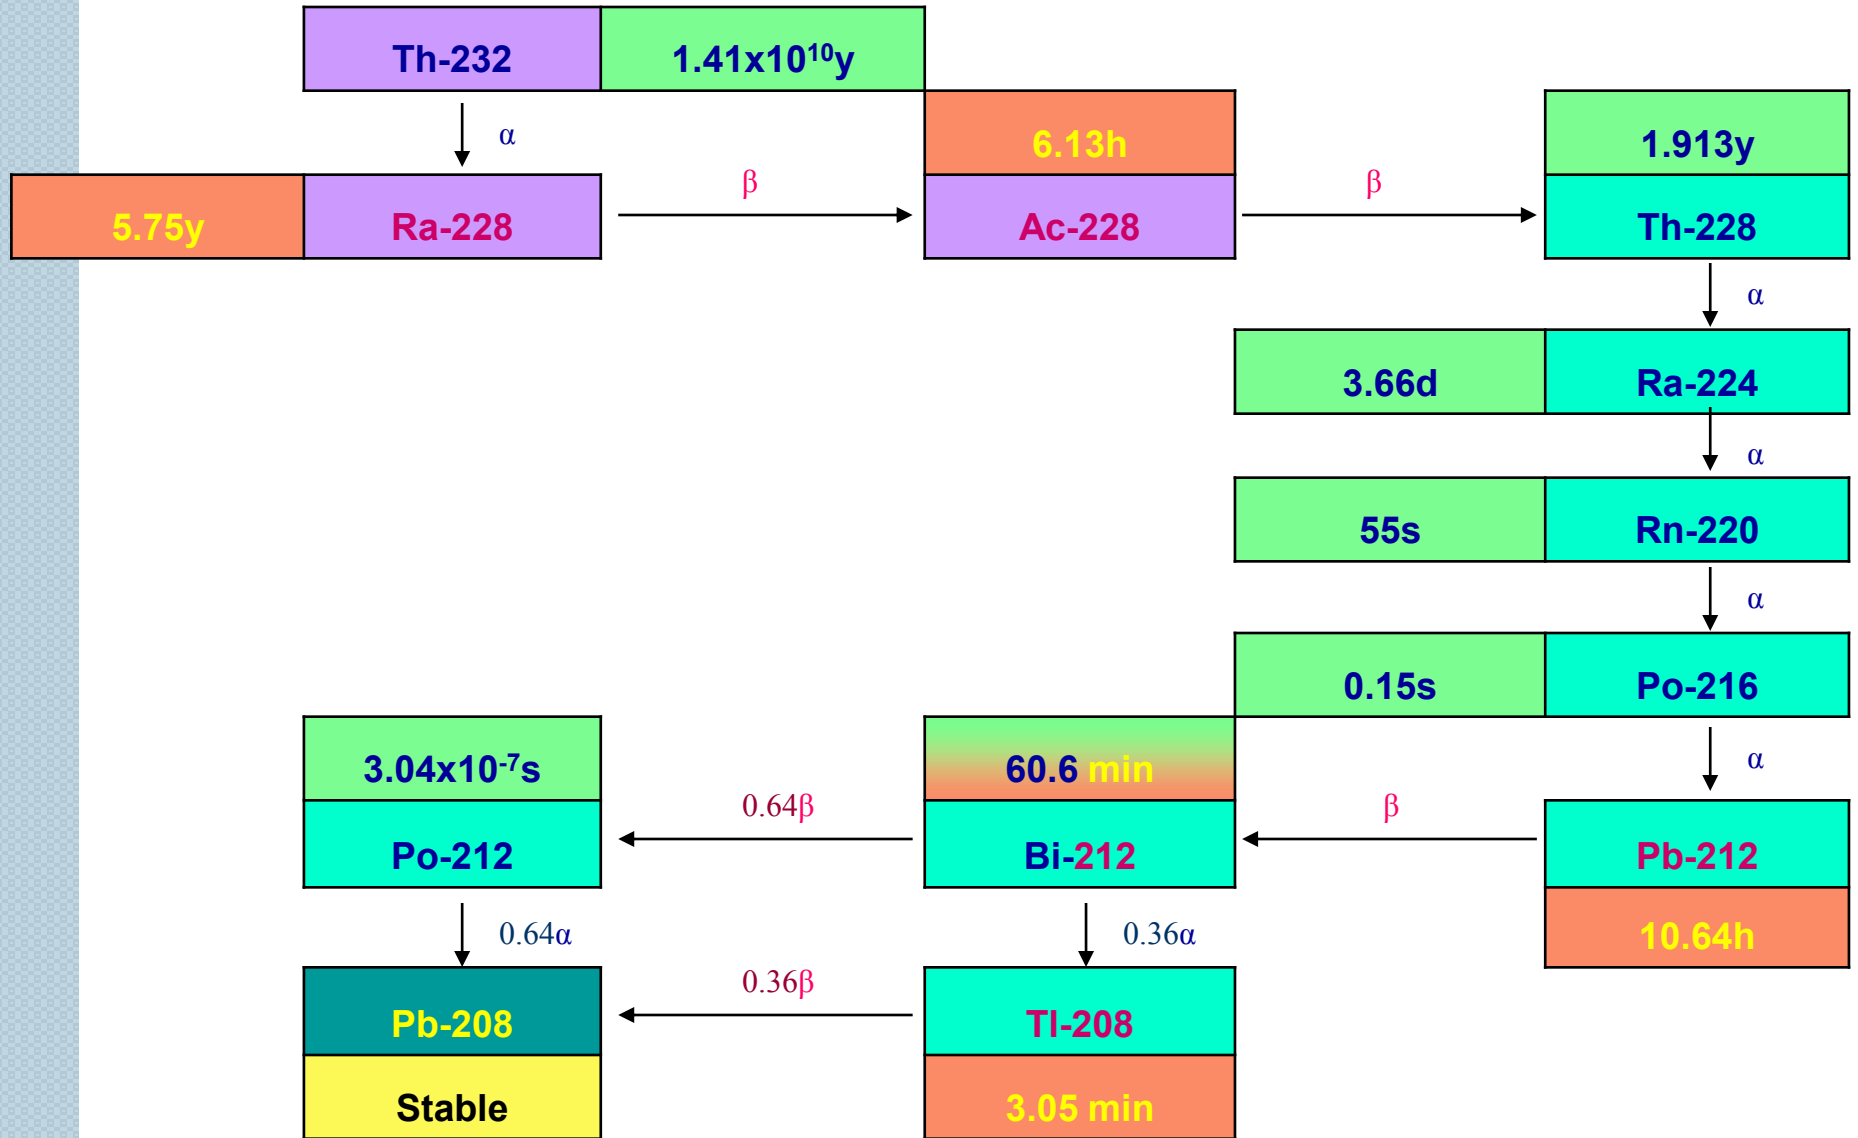 Th-232 1.41x10¹⁰y
α 6.13h 1.913y
β β
5.75y Ra-228 Ac-228 Th-228
α
3.66d Ra-224
α
55s Rn-220
α
0.15s Po-216
3.04x10⁻⁷s 60.6 min α
0.64β β
Po-212 Bi-212 Pb-212
0.64α 0.36α 10.64h
0.36β
Pb-208 Tl-208
Stable 3.05 min